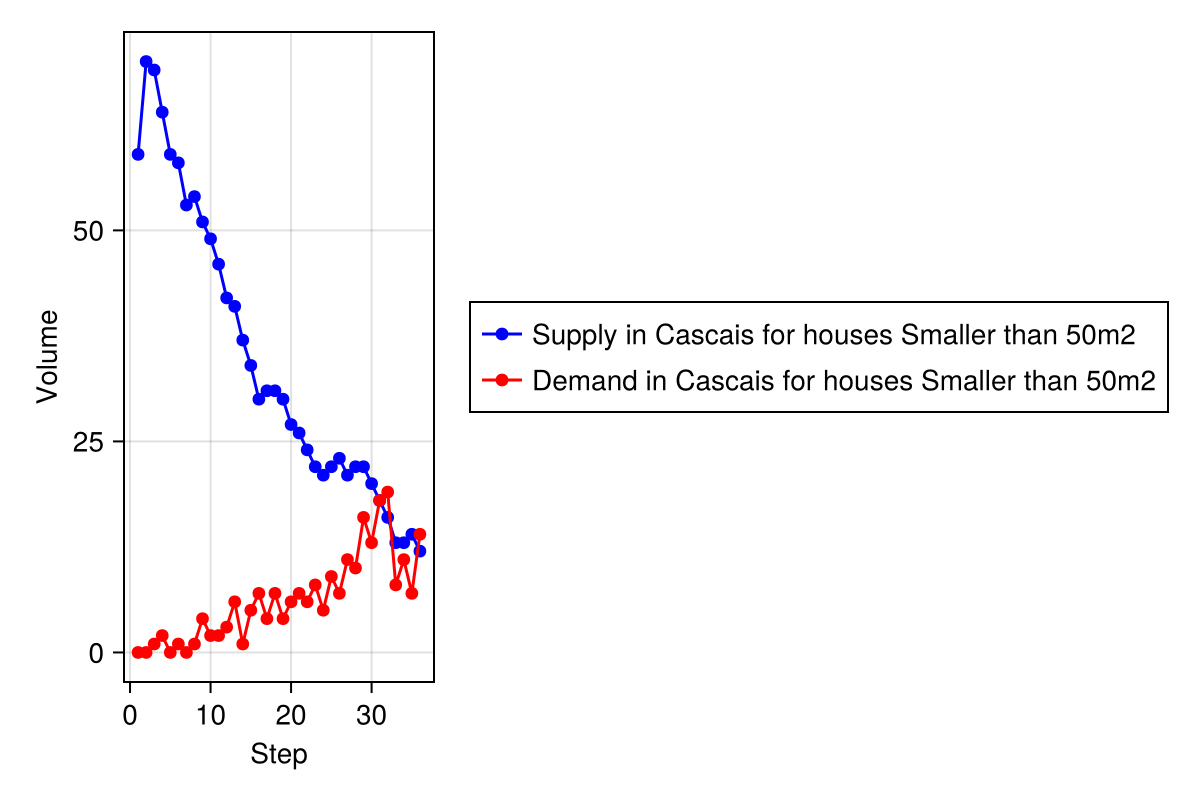 Volume
50
25
0
0 10 20 30
Step
Supply in Cascais for houses Smaller than 50m2
Demand in Cascais for houses Smaller than 50m2